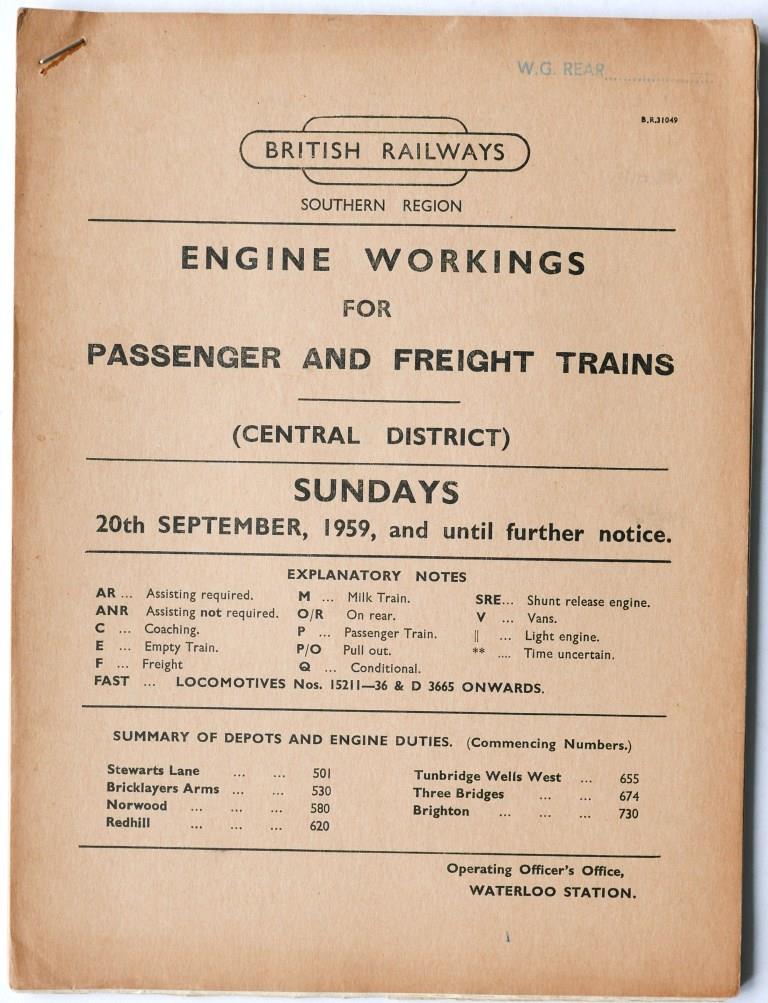 W.G. REAR
B.R.31049
BRITISH RAILWAYS
SOUTHERN REGION
ENGINE WORKINGS
FOR
PASSENGER AND FREIGHT TRAINS
(CENTRAL DISTRICT)
SUNDAYS
20th SEPTEMBER, 1959, and until further notice.
EXPLANATORY NOTES
AR ... Assisting required. M ... Milk Train. SRE... Shunt release engine.
ANR Assisting not required. O/R On rear. V ... Vans.
C ... Coaching. P ... Passenger Train. || ... Light engine.
E ... Empty Train. P/O Pull out. ** .... Time uncertain.
F ... Freight Q ... Conditional.
FAST ... LOCOMOTIVES Nos. 15211—36 & D 3665 ONWARDS.
SUMMARY OF DEPOTS AND ENGINE DUTIES. (Commencing Numbers.)
Stewarts Lane ... ... 501 Tunbridge Wells West ... 655
Bricklayers Arms ... ... 530 Three Bridges ... ... 674
Norwood ... ... ... 580 Brighton ... ... ... 730
Redhill ... ... ... 620
Operating Officer's Office,
WATERLOO STATION.